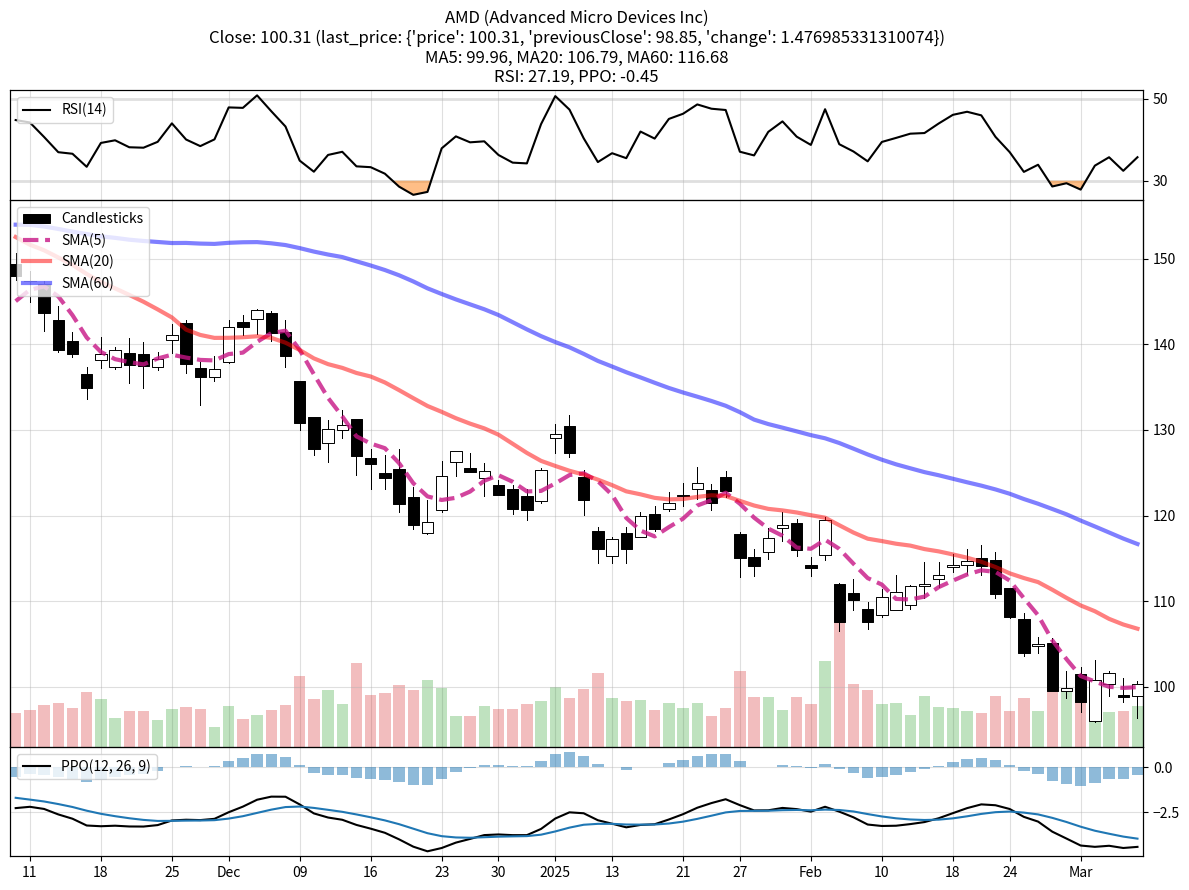 AMD (Advanced Micro Devices Inc)
Close: 100.31 (last_price: {'price': 100.31, 'previousClose': 98.85, 'change': 1.476985331310074})
MA5: 99.96, MA20: 106.79, MA60: 116.68
RSI: 27.19, PPO: -0.45
RSI(14)
50
30
Candlesticks
SMA(5)
SMA(20)
SMA(60)
150
140
130
120
110
100
PPO(12, 26, 9)
0.0
−2.5
11 18 25 Dec 09 16 23 30 2025 13 21 27 Feb 10 18 24 Mar